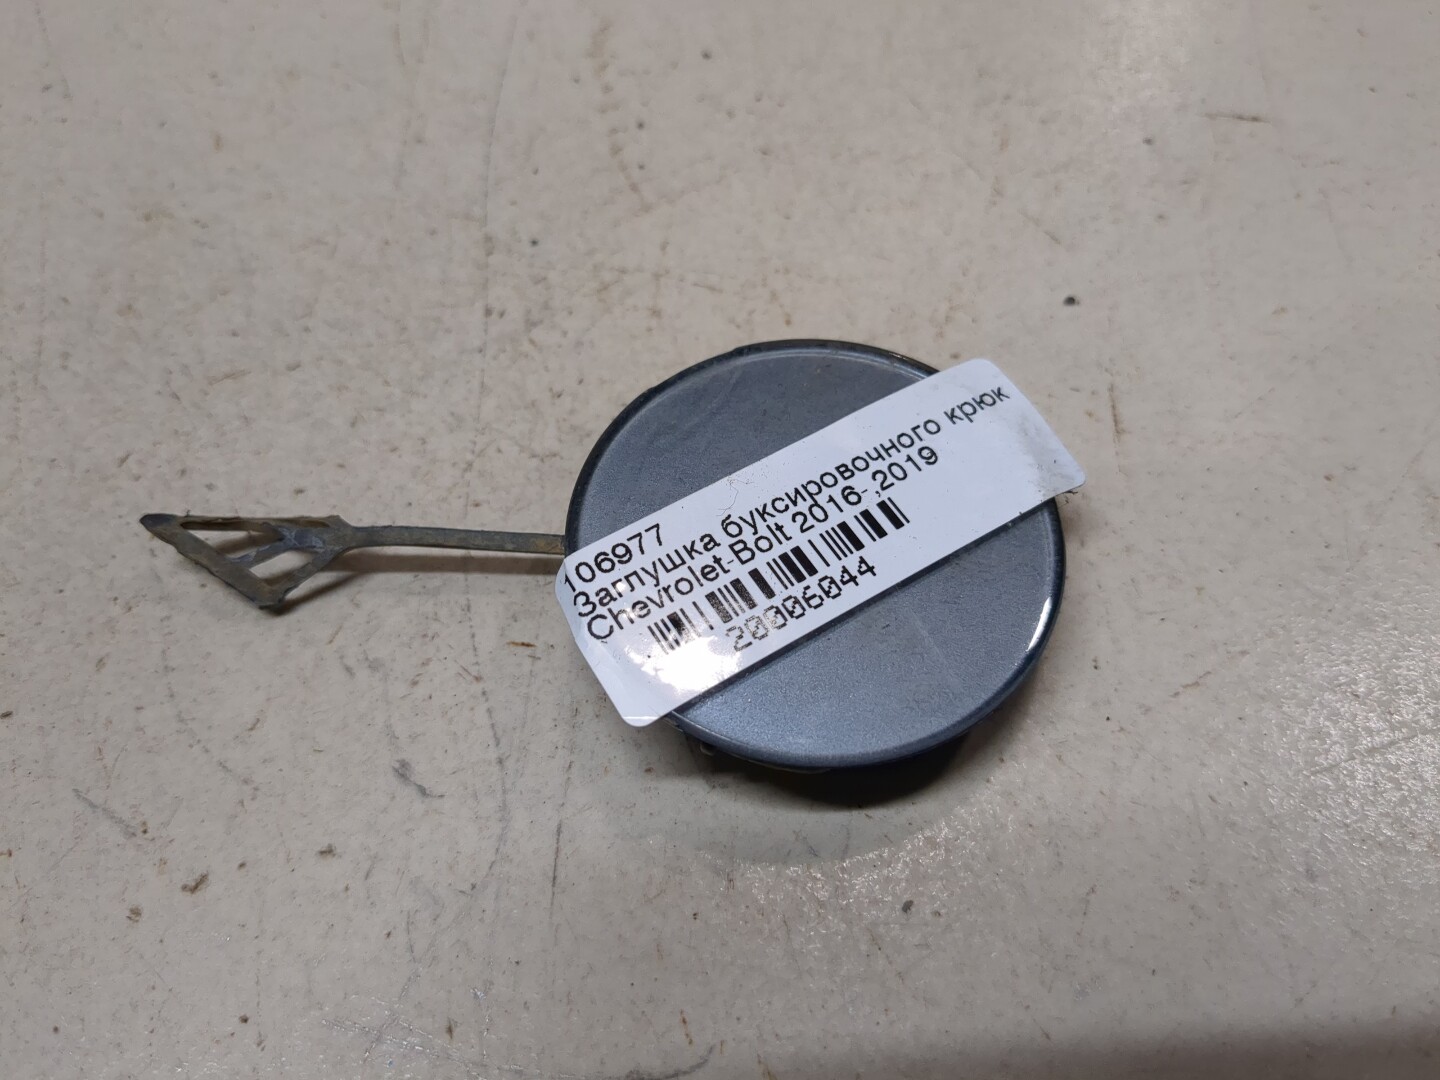 106977
Заглушка буксировочного крюк
Chevrolet-Bolt 2016- ,2019
20006044